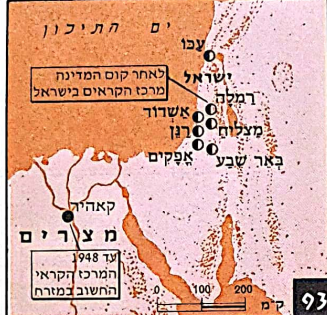 ים התיכון
עכו
ישראל
לאחר קום המדינה
מרכז הקראים בישראל
רמלה
אשדוד
מצליח
רנן
אפקים
באר שבע
קאהיר
מצרים
עד 1948
המרכז הקראי
החשוב במזרח
0 100 200
ק"מ
93